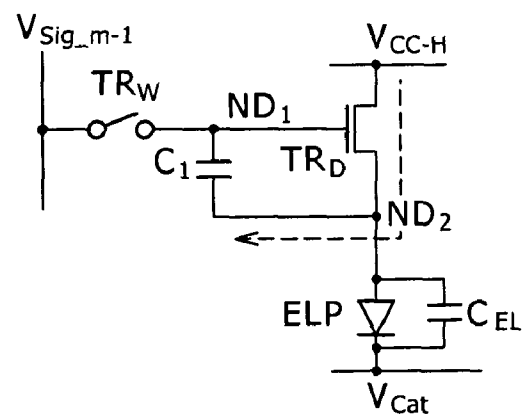 V_Sig_m-1
V_CC-H
TR_W
ND_1
C_1
TR_D
ND_2
ELP
C_EL
V_Cat